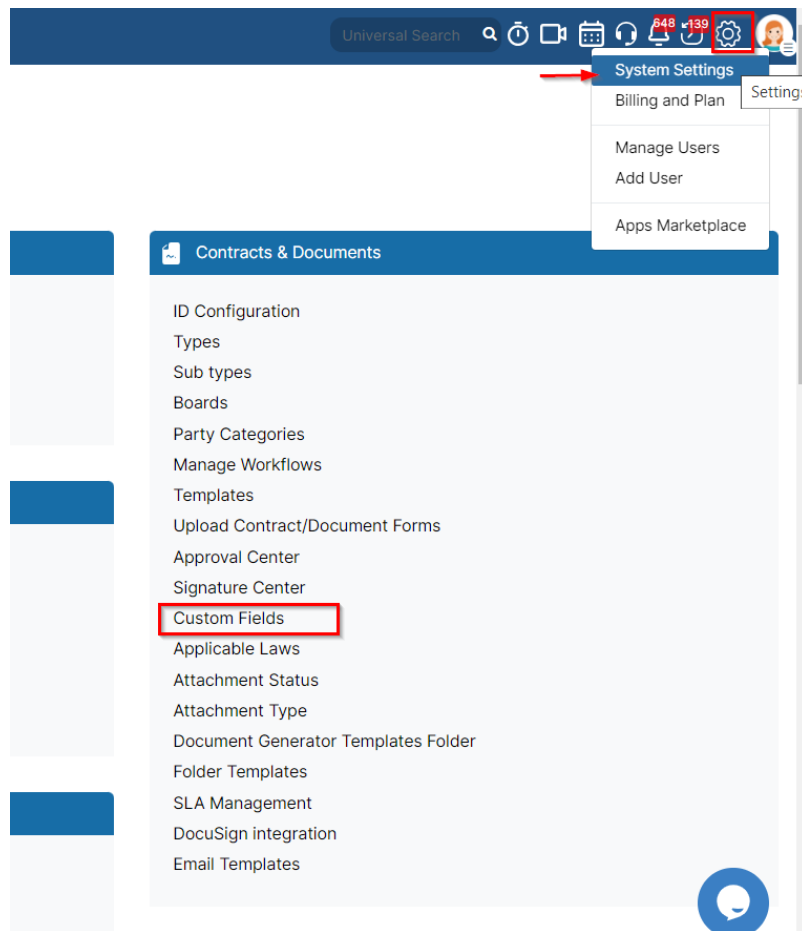 Universal Search
648
139
System Settings
Settings
Billing and Plan
Manage Users
Add User
Apps Marketplace
Contracts & Documents
ID Configuration
Types
Sub types
Boards
Party Categories
Manage Workflows
Templates
Upload Contract/Document Forms
Approval Center
Signature Center
Custom Fields
Applicable Laws
Attachment Status
Attachment Type
Document Generator Templates Folder
Folder Templates
SLA Management
DocuSign integration
Email Templates